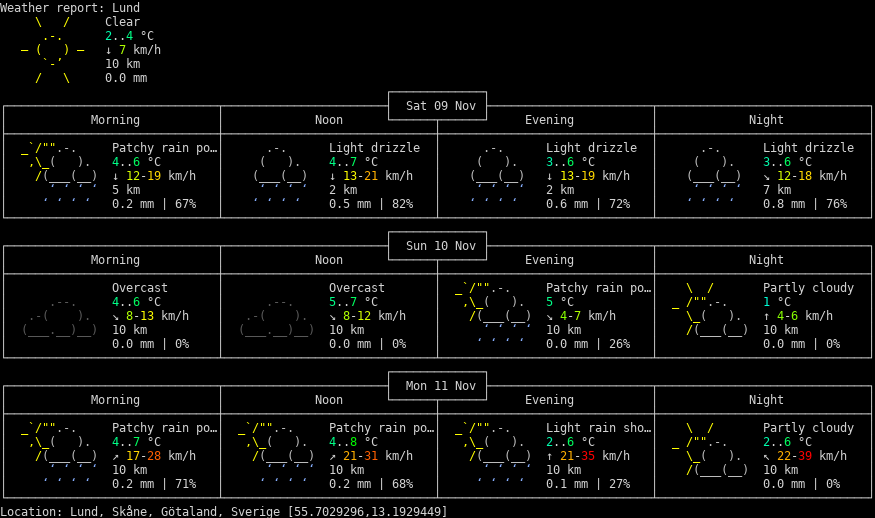 Weather report: Lund
Clear
2..4 °C
↓ 7 km/h
10 km
0.0 mm
Sat 09 Nov
Morning Noon Evening Night
Patchy rain po… Light drizzle Light drizzle Light drizzle
4..6 °C 4..7 °C 3..6 °C 3..6 °C
↓ 12-19 km/h ↓ 13-21 km/h ↓ 13-19 km/h ↘ 12-18 km/h
5 km 2 km 2 km 7 km
0.2 mm | 67% 0.5 mm | 82% 0.6 mm | 72% 0.8 mm | 76%
Sun 10 Nov
Morning Noon Evening Night
Overcast Overcast Patchy rain po… Partly cloudy
4..6 °C 5..7 °C 5 °C 1 °C
↘ 8-13 km/h ↘ 8-12 km/h ↘ 4-7 km/h ↑ 4-6 km/h
10 km 10 km 10 km 10 km
0.0 mm | 0% 0.0 mm | 0% 0.0 mm | 26% 0.0 mm | 0%
Mon 11 Nov
Morning Noon Evening Night
Patchy rain po… Patchy rain po… Light rain sho… Partly cloudy
4..7 °C 4..8 °C 2..6 °C 2..6 °C
↗ 17-28 km/h ↗ 21-31 km/h ↑ 21-35 km/h ↖ 22-39 km/h
10 km 10 km 10 km 10 km
0.2 mm | 71% 0.2 mm | 68% 0.1 mm | 27% 0.0 mm | 0%
Location: Lund, Skåne, Götaland, Sverige [55.7029296,13.1929449]